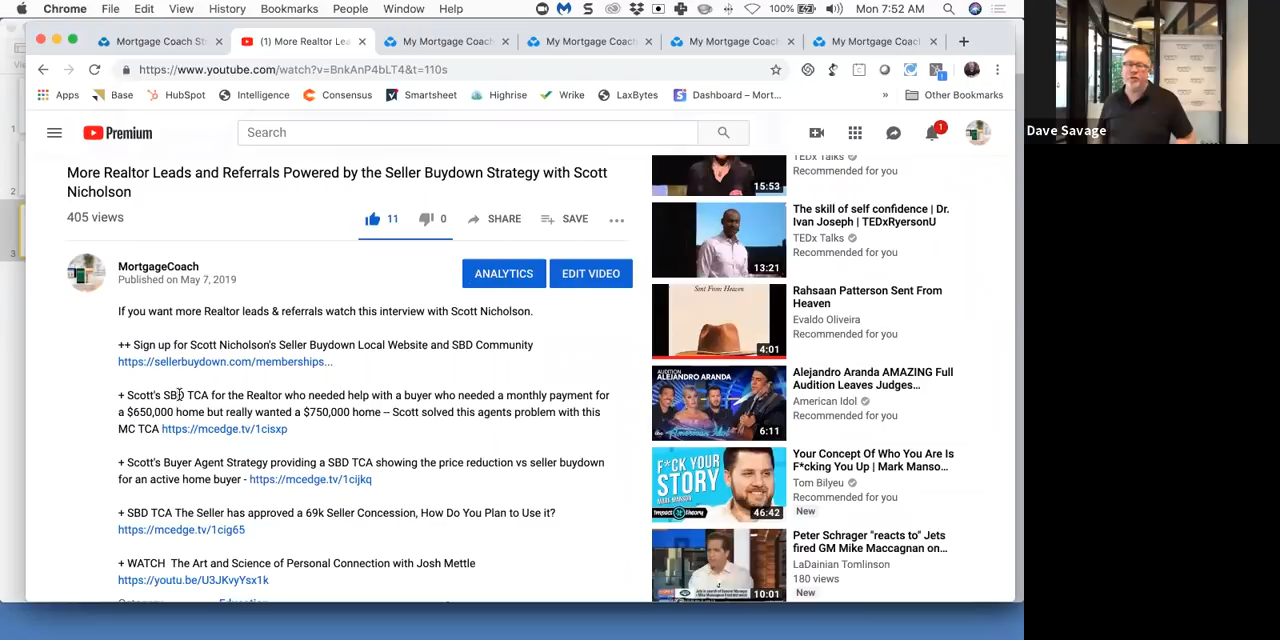 Chrome File Edit View History Bookmarks People Window Help 100% Mon 7:52 AM
Mortgage Coach St (1) More Realtor Lea My Mortgage Coach My Mortgage Coach My Mortgage Coach My Mortgage Coach
https://www.youtube.com/watch?v=BnkAnP4bLT4&t=110s
Apps Base HubSpot Intelligence Consensus Smartsheet Highrise Wrike LaxBytes Dashboard – Mort... » Other Bookmarks
Premium
Search
1
More Realtor Leads and Referrals Powered by the Seller Buydown Strategy with Scott
Nicholson
405 views
11 0 SHARE SAVE
MortgageCoach
Published on May 7, 2019
ANALYTICS EDIT VIDEO
If you want more Realtor leads & referrals watch this interview with Scott Nicholson.
++ Sign up for Scott Nicholson's Seller Buydown Local Website and SBD Community
https://sellerbuydown.com/memberships...
+ Scott's SBD TCA for the Realtor who needed help with a buyer who needed a monthly payment for
a $650,000 home but really wanted a $750,000 home – Scott solved this agents problem with this
MC TCA https://mcedge.tv/1cisxp
+ Scott's Buyer Agent Strategy providing a SBD TCA showing the price reduction vs seller buydown
for an active home buyer - https://mcedge.tv/1cijkq
+ SBD TCA The Seller has approved a 69k Seller Concession, How Do You Plan to Use it?
https://mcedge.tv/1cig65
+ WATCH The Art and Science of Personal Connection with Josh Mettle
https://youtu.be/U3JKvyYsx1k
Category Education
TEDx Talks
Recommended for you
15:53
The skill of self confidence | Dr.
Ivan Joseph | TEDxRyersonU
TEDx Talks
Recommended for you
13:21
Sent From Heaven
Rahsaan Patterson Sent From
Heaven
Evaldo Oliveira
Recommended for you
4:01
AUDITION
ALEJANDRO ARANDA
Alejandro Aranda AMAZING Full
Audition Leaves Judges...
American Idol
Recommended for you
6:11
F*CK YOUR
STORY
MARK MANSON
impact theory
Your Concept Of Who You Are Is
F*cking You Up | Mark Manso...
Tom Bilyeu
Recommended for you
New
46:42
Peter Schrager "reacts to" Jets
fired GM Mike Maccagnan on...
LaDainian Tomlinson
180 views
New
10:01
1
2
3
Dave Savage